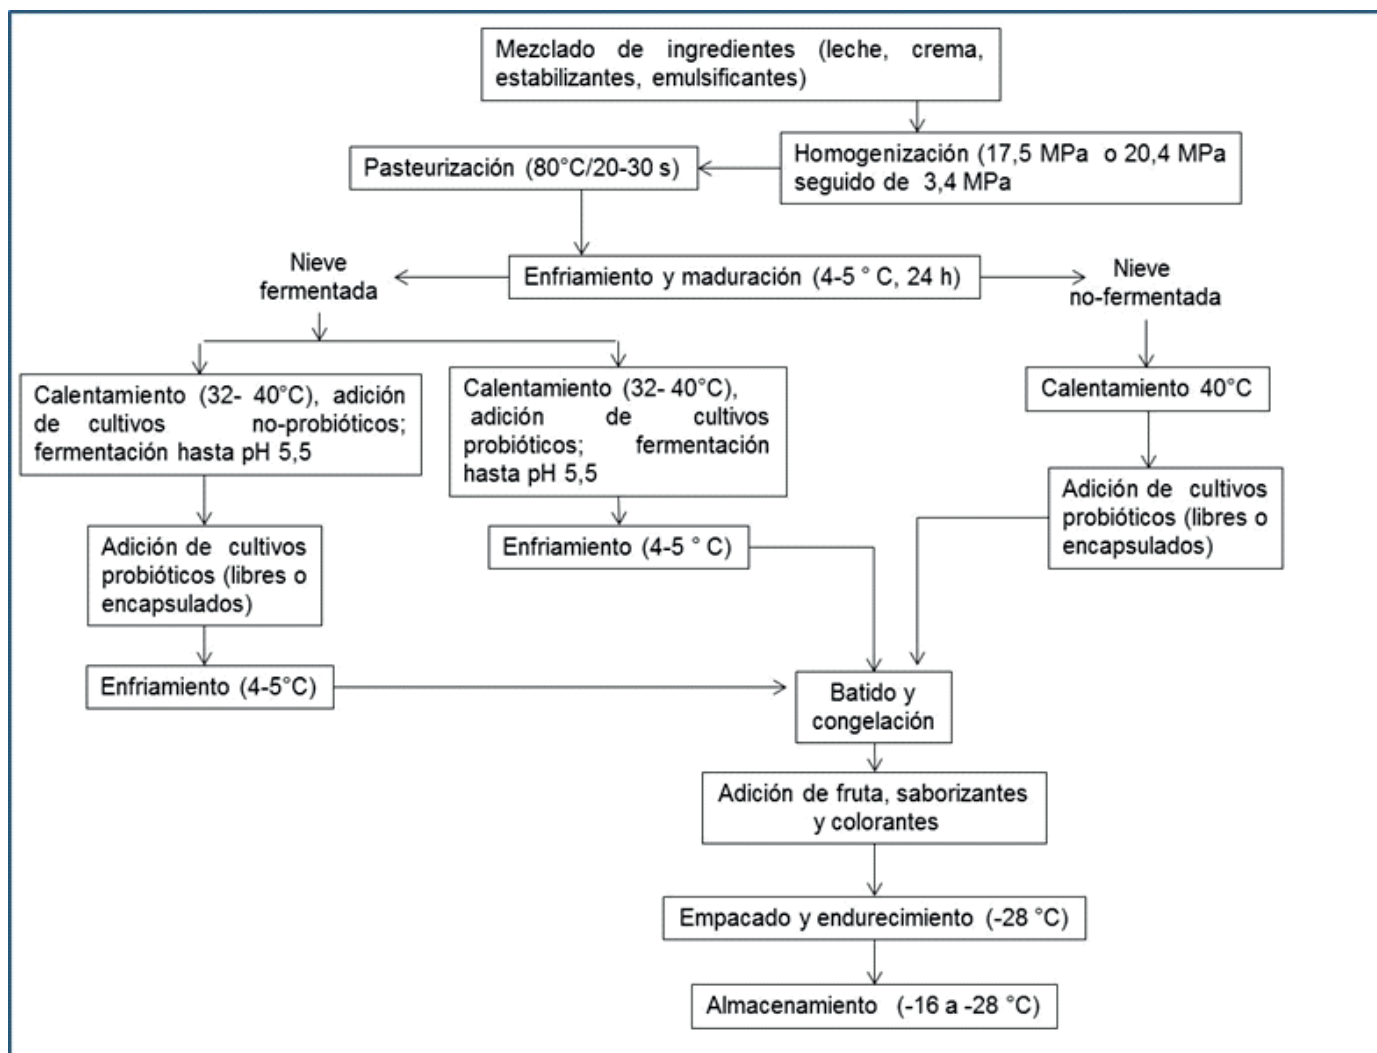 Mezclado de ingredientes (leche, crema,
estabilizantes, emulsificantes)
Homogenización (17,5 MPa o 20,4 MPa
seguido de 3,4 MPa
Pasteurización (80°C/20-30 s)
Enfriamiento y maduración (4-5 ° C, 24 h)
Nieve
fermentada
Nieve
no-fermentada
Calentamiento (32- 40°C), adición
de cultivos no-probióticos;
fermentación hasta pH 5,5
Calentamiento (32- 40°C),
adición de cultivos
probióticos; fermentación
hasta pH 5,5
Calentamiento 40°C
Adición de cultivos
probióticos (libres o
encapsulados)
Enfriamiento (4-5 ° C)
Adición de cultivos
probióticos (libres o
encapsulados)
Enfriamiento (4-5°C)
Batido y
congelación
Adición de fruta, saborizantes
y colorantes
Empacado y endurecimiento (-28 °C)
Almacenamiento (-16 a -28 °C)